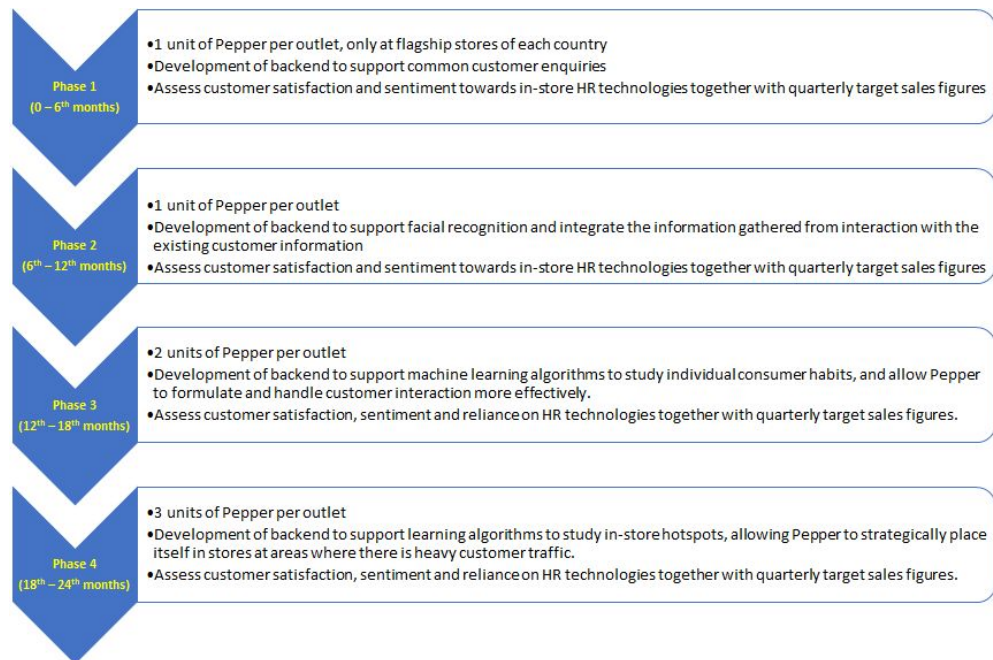 Phase 1
(0 – 6th months)
•1 unit of Pepper per outlet, only at flagship stores of each country
•Development of backend to support common customer enquiries
•Assess customer satisfaction and sentiment towards in-store HR technologies together with quarterly target sales figures
Phase 2
(6th – 12th months)
•1 unit of Pepper per outlet
•Development of backend to support facial recognition and integrate the information gathered from interaction with the
existing customer information
•Assess customer satisfaction and sentiment towards in-store HR technologies together with quarterly target sales figures
Phase 3
(12th – 18th months)
•2 units of Pepper per outlet
•Development of backend to support machine learning algorithms to study individual consumer habits, and allow Pepper
to formulate and handle customer interaction more effectively.
•Assess customer satisfaction, sentiment and reliance on HR technologies together with quarterly target sales figures.
Phase 4
(18th – 24th months)
•3 units of Pepper per outlet
•Development of backend to support learning algorithms to study in-store hotspots, allowing Pepper to strategically place
itself in stores at areas where there is heavy customer traffic.
•Assess customer satisfaction, sentiment and reliance on HR technologies together with quarterly target sales figures.